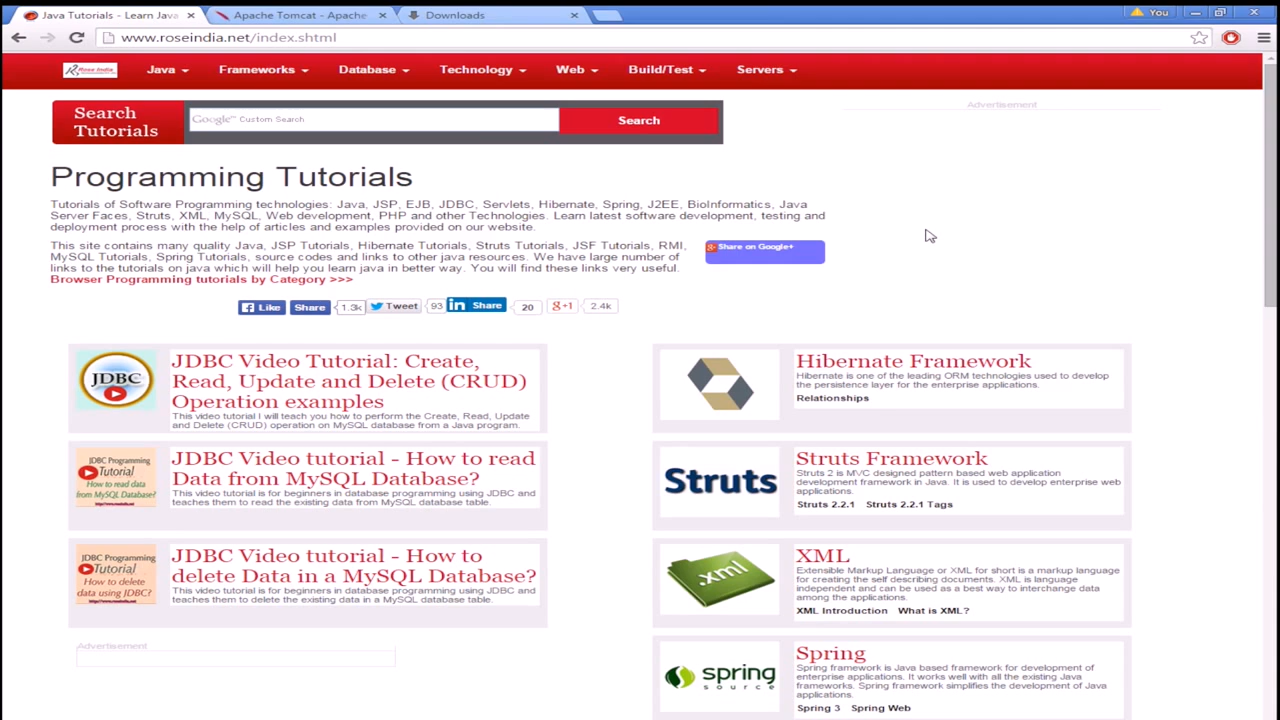 Java Tutorials - Learn Java
Apache Tomcat - Apache
Downloads
You
www.roseindia.net/index.shtml
Rose India
Java
Frameworks
Database
Technology
Web
Build/Test
Servers
Search
Tutorials
Google™ Custom Search
Search
Advertisement
Programming Tutorials
Tutorials of Software Programming technologies: Java, JSP, EJB, JDBC, Servlets, Hibernate, Spring, J2EE, BioInformatics, Java
Server Faces, Struts, XML, MySQL, Web development, PHP and other Technologies. Learn latest software development, testing and
deployment process with the help of articles and examples provided on our website.
This site contains many quality Java, JSP Tutorials, Hibernate Tutorials, Struts Tutorials, JSF Tutorials, RMI,
MySQL Tutorials, Spring Tutorials, source codes and links to other java resources. We have large number of
links to the tutorials on java which will help you learn java in better way. You will find these links very useful.
Browser Programming tutorials by Category >>>
Share on Google+
Like
Share
1.3k
Tweet
93
in Share
20
g+1
2.4k
JDBC
JDBC Video Tutorial: Create,
Read, Update and Delete (CRUD)
Operation examples
This video tutorial I will teach you how to perform the Create, Read, Update
and Delete (CRUD) operation on MySQL database from a Java program.
JDBC Programming
Tutorial
How to read data
from MySQL Database?
JDBC Video tutorial - How to read
Data from MySQL Database?
This video tutorial is for beginners in database programming using JDBC and
teaches them to read the existing data from MySQL database table.
JDBC Programming
Tutorial
How to delete
data using JDBC?
JDBC Video tutorial - How to
delete Data in a MySQL Database?
This video tutorial is for beginners in database programming using JDBC and
teaches them to delete the existing data in a MySQL database table.
Advertisement
Hibernate Framework
Hibernate is one of the leading ORM technologies used to develop
the persistence layer for the enterprise applications.
Relationships
Struts
Struts Framework
Struts 2 is MVC designed pattern based web application
development framework in Java. It is used to develop enterprise web
applications.
Struts 2.2.1 Struts 2.2.1 Tags
.xml
XML
Extensible Markup Language or XML for short is a markup language
for creating the self describing documents. XML is language
independent and can be used as a best way to interchange data
among the applications.
XML Introduction What is XML?
spring
source
Spring
Spring framework is Java based framework for development of
enterprise applications. It works well with all the existing Java
frameworks. Spring framework simplifies the development of Java
applications.
Spring 3 Spring Web